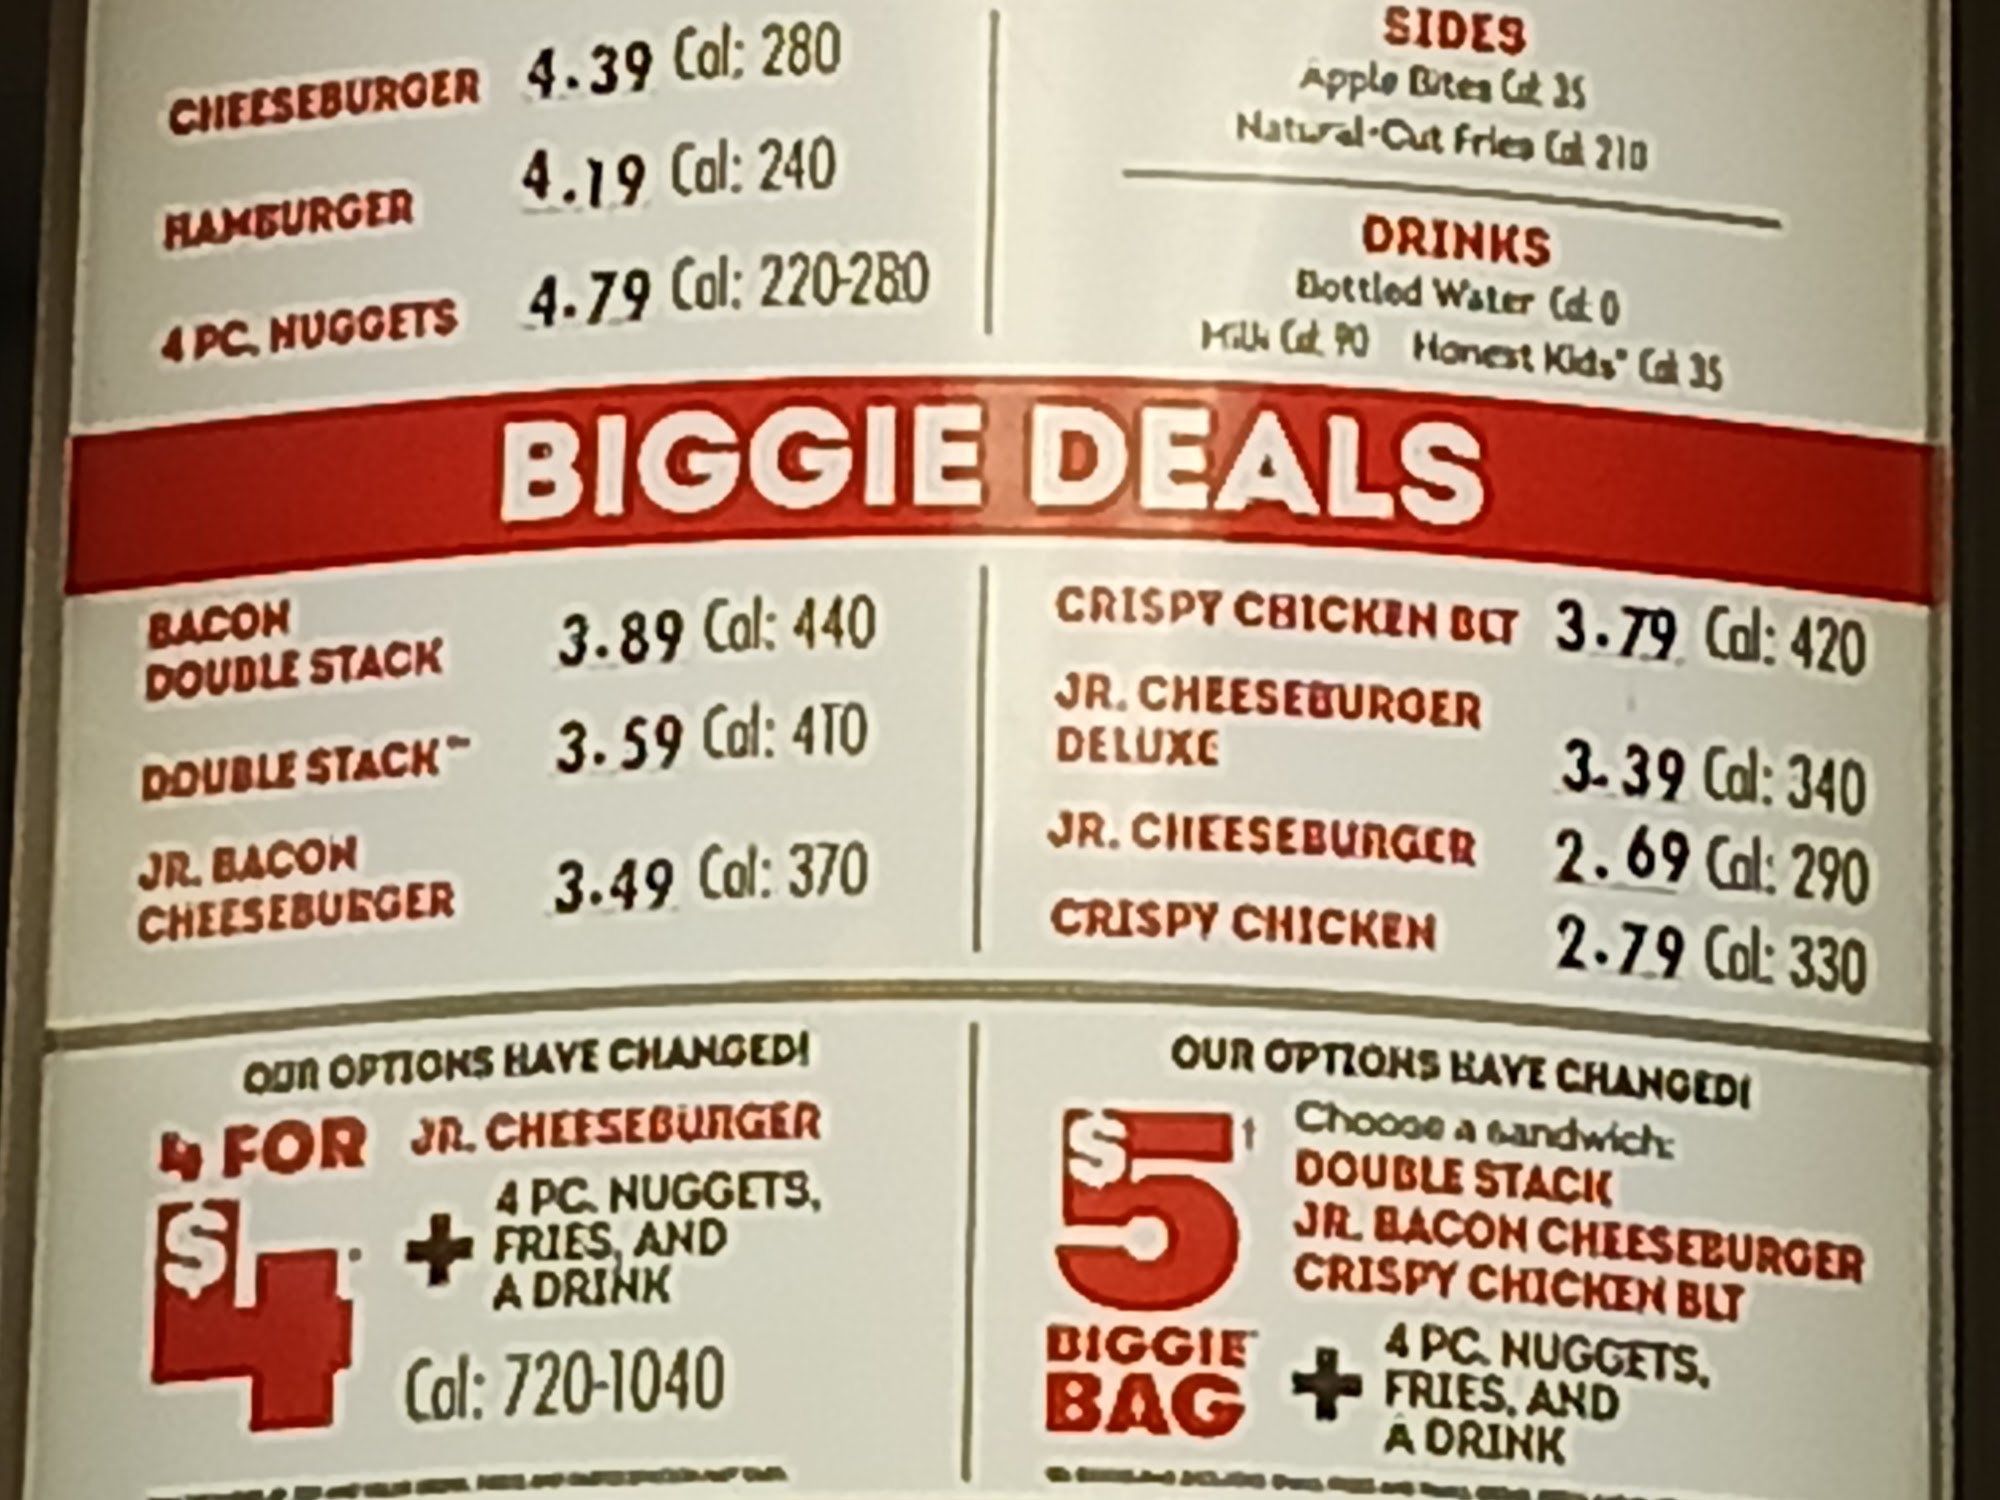 CHEESEBURGER 4.39 Cal: 280
HAMBURGER 4.19 Cal: 240
4 PC. NUGGETS 4.79 Cal: 220-280
SIDES
Apple Bites Cal: 35
Natural-Cut Fries Cal: 210
DRINKS
Bottled Water Cal: 0
Milk Cal: 90 Honest Kids® Cal: 35
BIGGIE DEALS
BACON
DOUBLE STACK 3.89 Cal: 440
DOUBLE STACK™ 3.59 Cal: 410
JR. BACON
CHEESEBURGER 3.49 Cal: 370
CRISPY CHICKEN BLT 3.79 Cal: 420
JR. CHEESEBURGER
DELUXE 3.39 Cal: 340
JR. CHEESEBURGER 2.69 Cal: 290
CRISPY CHICKEN 2.79 Cal: 330
OUR OPTIONS HAVE CHANGED!
4 FOR
$4
JR. CHEESEBURGER
+ 4 PC. NUGGETS,
FRIES, AND
A DRINK
Cal: 720-1040
OUR OPTIONS HAVE CHANGED!
$5†
BIGGIE
BAG
Choose a sandwich:
DOUBLE STACK
JR. BACON CHEESEBURGER
CRISPY CHICKEN BLT
+ 4 PC. NUGGETS,
FRIES, AND
A DRINK